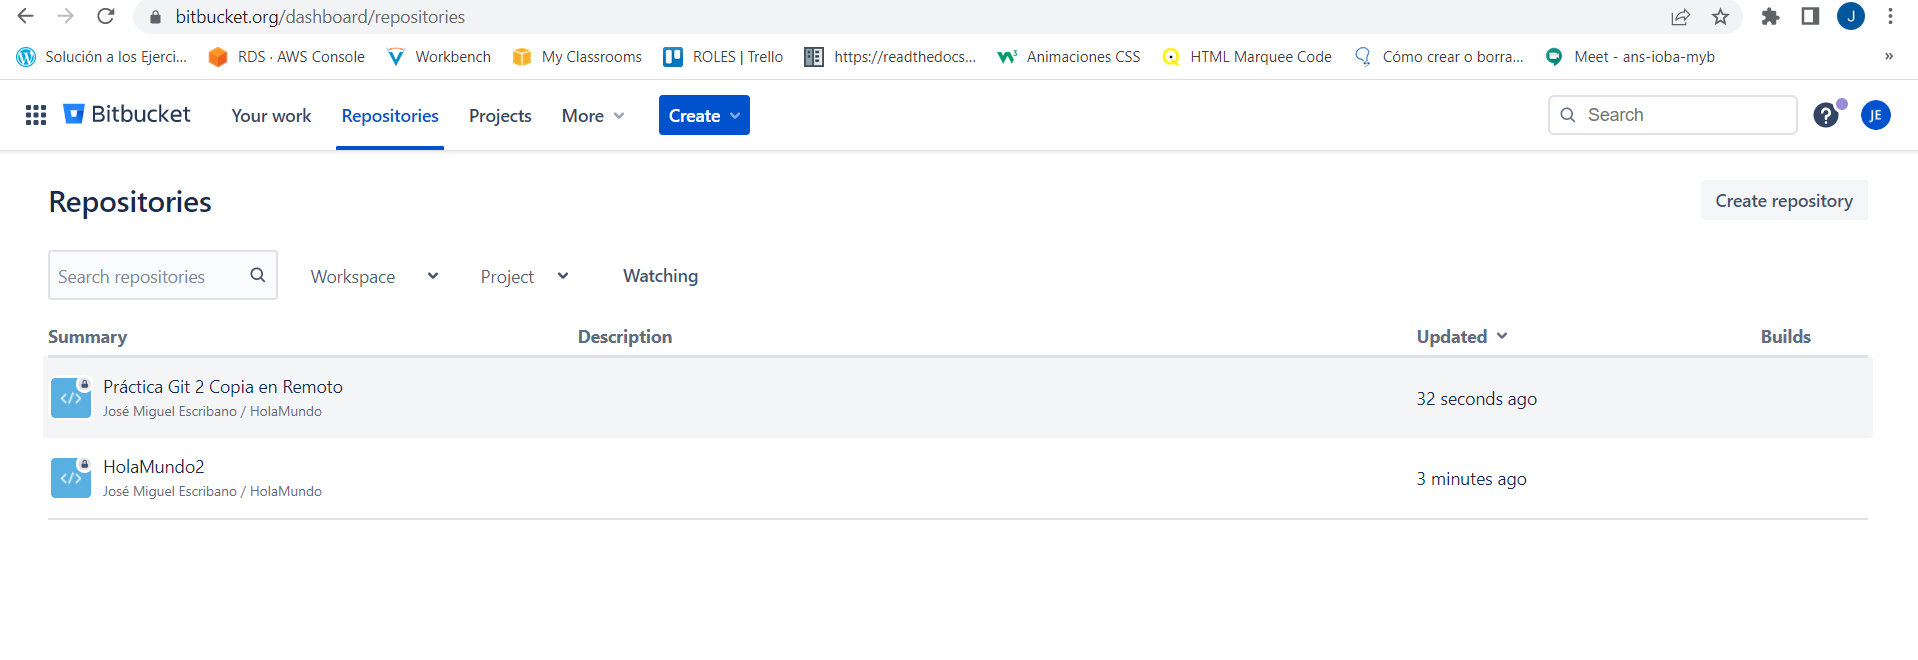 bitbucket.org/dashboard/repositories
J
Solución a los Ejerci... RDS · AWS Console Workbench My Classrooms ROLES | Trello https://readthedocs... Animaciones CSS HTML Marquee Code Cómo crear o borra... Meet - ans-ioba-myb »
Bitbucket Your work Repositories Projects More Create Search ? JE
Repositories
Create repository
Search repositories Workspace Project Watching
Summary Description Updated Builds
Práctica Git 2 Copia en Remoto
José Miguel Escribano / HolaMundo
32 seconds ago
HolaMundo2
José Miguel Escribano / HolaMundo
3 minutes ago